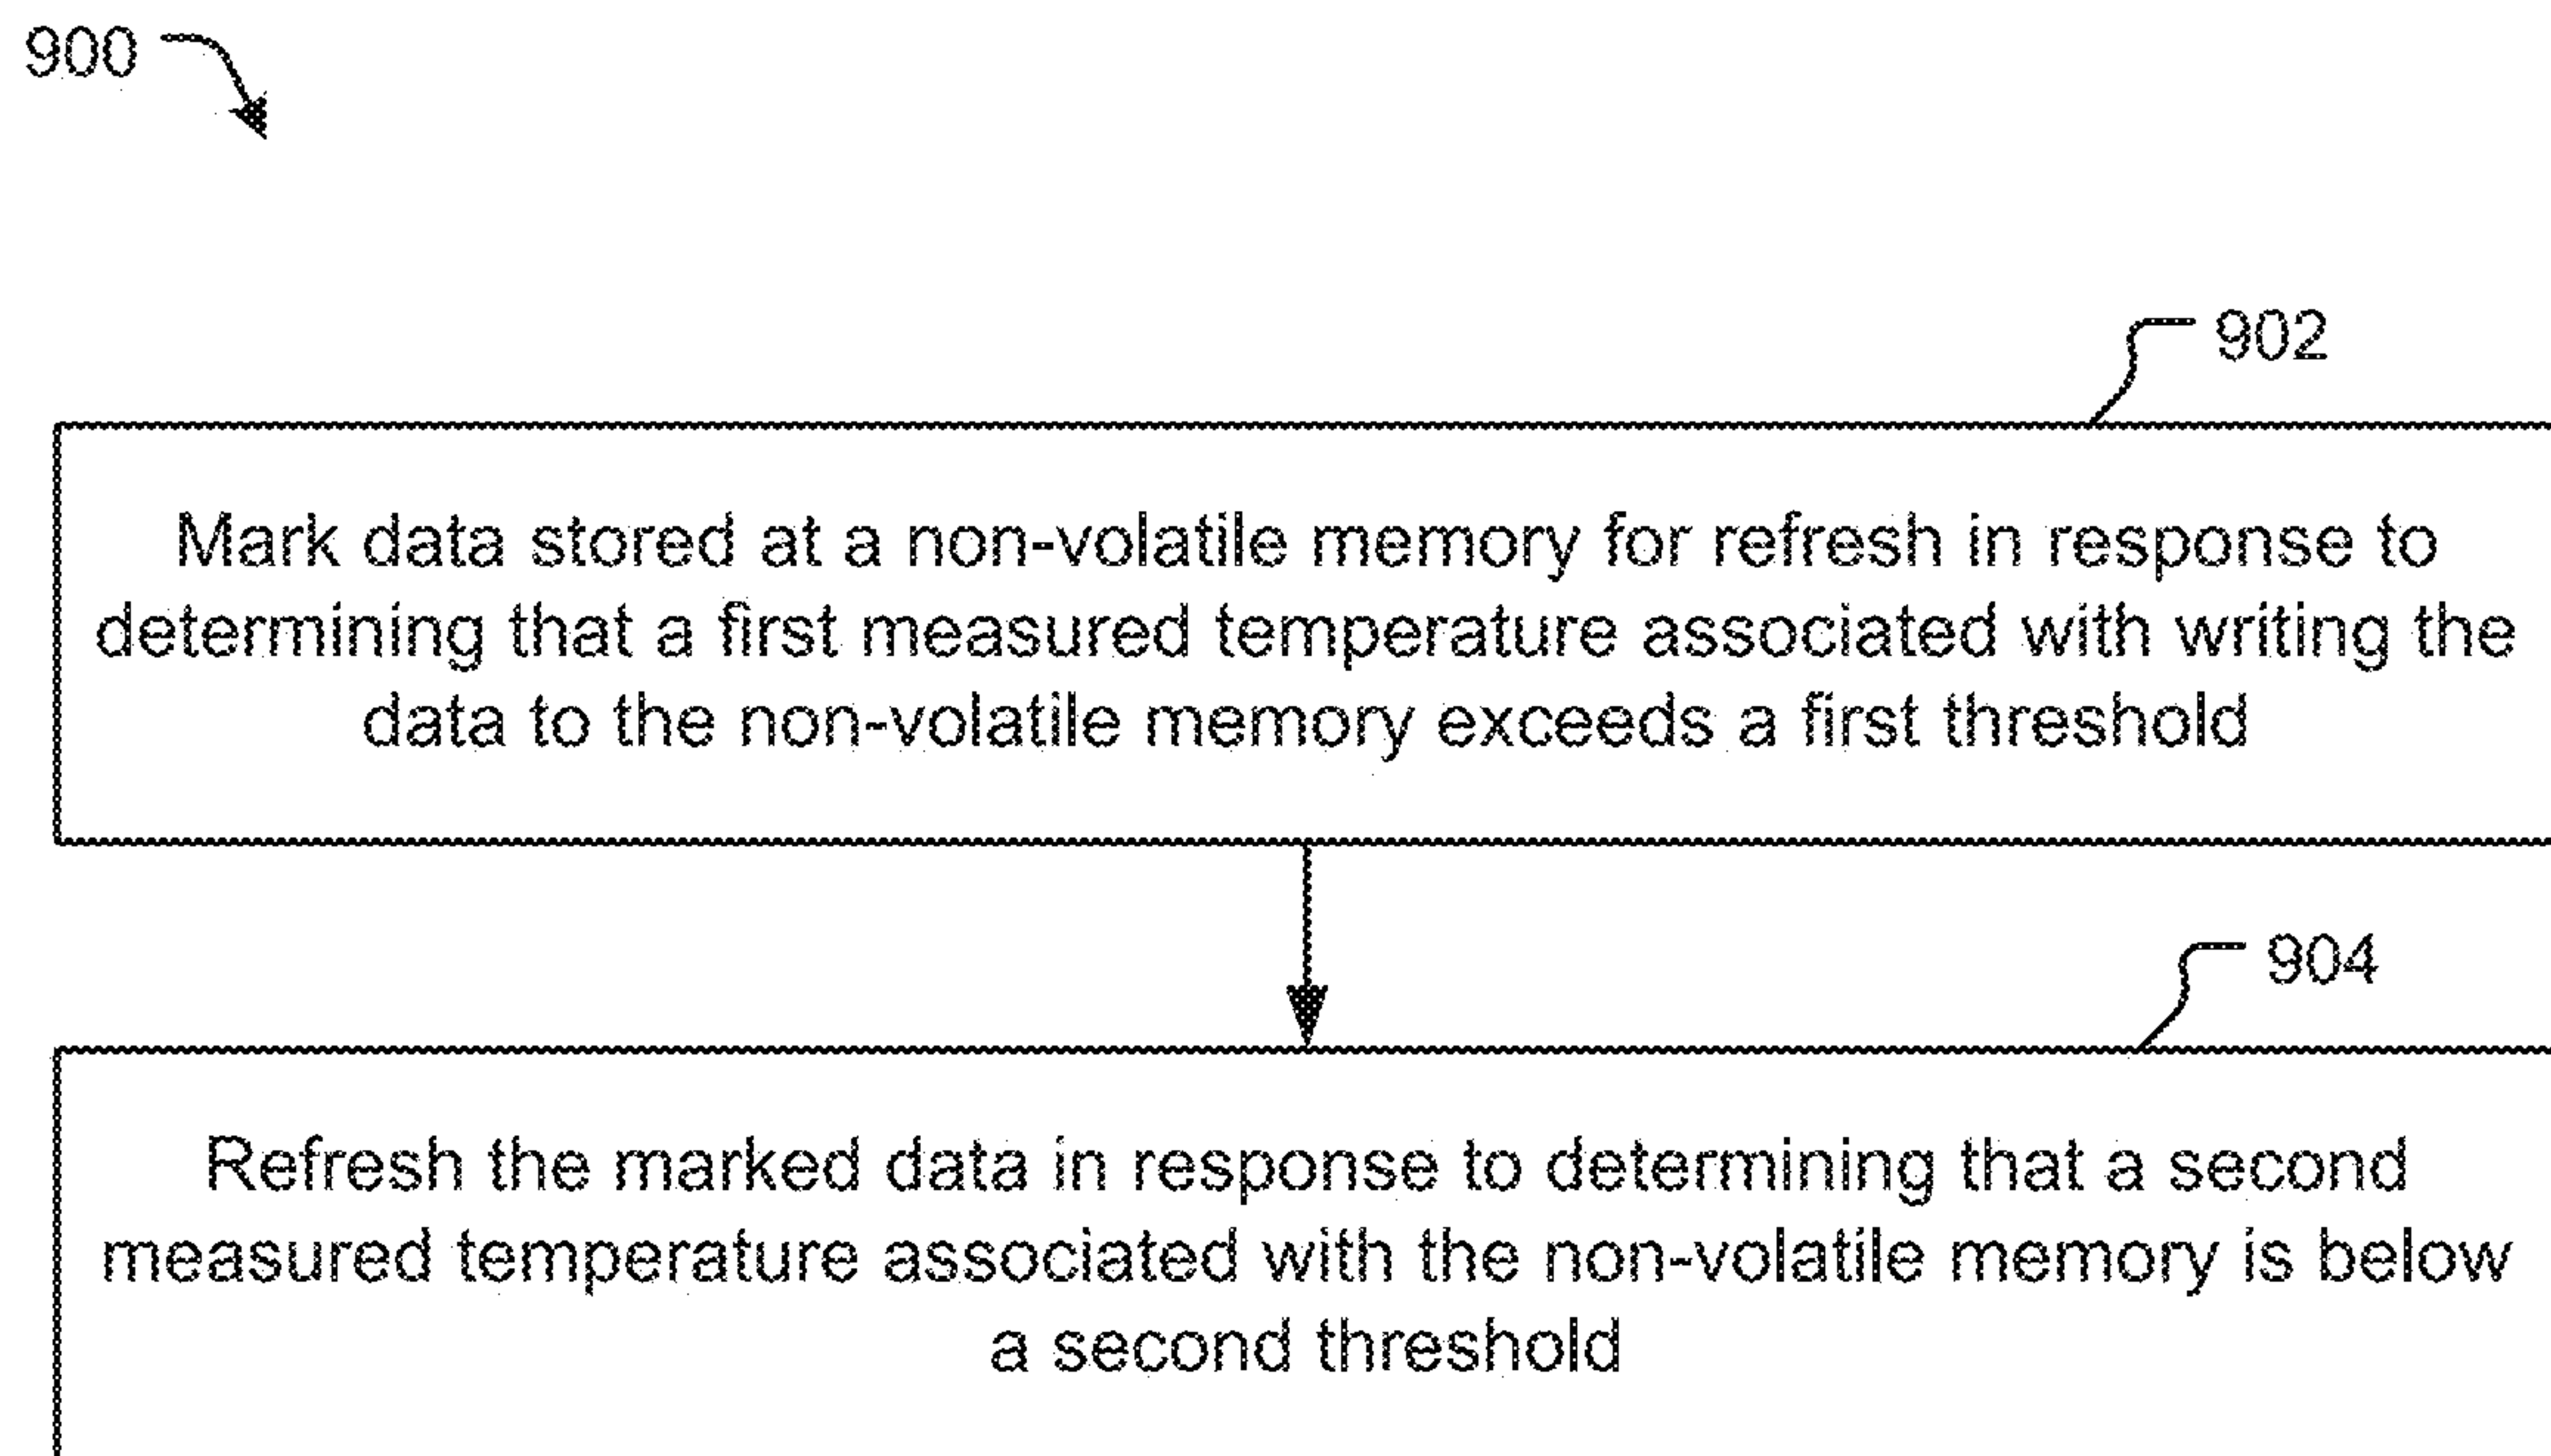 900
902
Mark data stored at a non-volatile memory for refresh in response to
determining that a first measured temperature associated with writing the
data to the non-volatile memory exceeds a first threshold
904
Refresh the marked data in response to determining that a second
measured temperature associated with the non-volatile memory is below
a second threshold